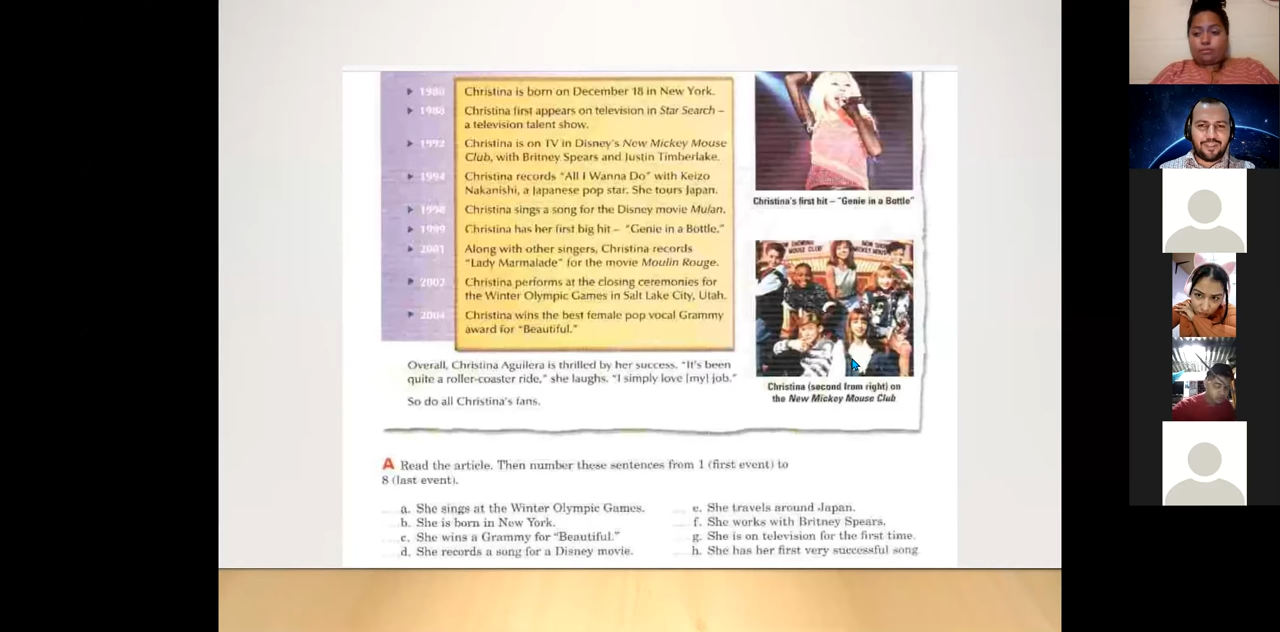 1980 Christina is born on December 18 in New York.
1988 Christina first appears on television in Star Search –
a television talent show.
1992 Christina is on TV in Disney's New Mickey Mouse
Club, with Britney Spears and Justin Timberlake.
1994 Christina records "All I Wanna Do" with Keizo
Nakanishi, a Japanese pop star. She tours Japan.
1998 Christina sings a song for the Disney movie Mulan.
1999 Christina has her first big hit – "Genie in a Bottle."
2001 Along with other singers, Christina records
"Lady Marmalade" for the movie Moulin Rouge.
2002 Christina performs at the closing ceremonies for
the Winter Olympic Games in Salt Lake City, Utah.
2004 Christina wins the best female pop vocal Grammy
award for "Beautiful."
Christina's first hit – "Genie in a Bottle"
MOUSE CLUB
Christina (second from right) on
the New Mickey Mouse Club
Overall, Christina Aguilera is thrilled by her success. "It's been
quite a roller-coaster ride," she laughs. "I simply love [my] job."
So do all Christina's fans.
A Read the article. Then number these sentences from 1 (first event) to
8 (last event).
a. She sings at the Winter Olympic Games.
b. She is born in New York.
c. She wins a Grammy for "Beautiful."
d. She records a song for a Disney movie.
e. She travels around Japan.
f. She works with Britney Spears.
g. She is on television for the first time.
h. She has her first very successful song